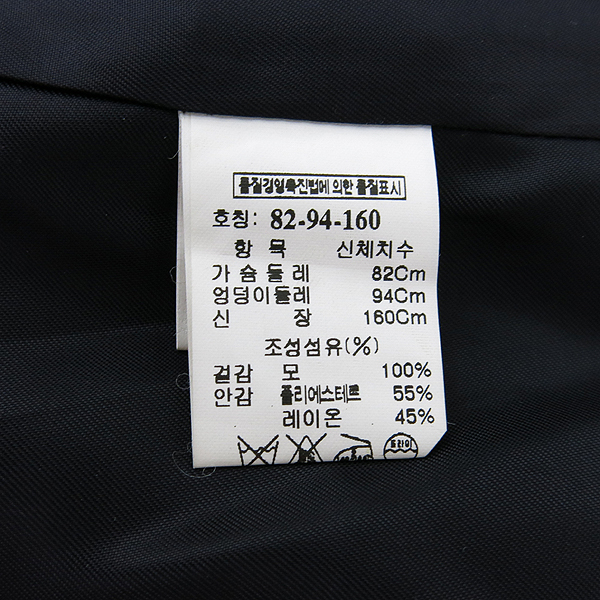 품질경영촉진법에 의한 품질표시
호칭: 82-94-160
항 목 신체치수
가슴둘레 82Cm
엉덩이둘레 94Cm
신 장 160Cm
조성섬유(%)
겉감 모 100%
안감 폴리에스테르 55%
레이온 45%
드라이